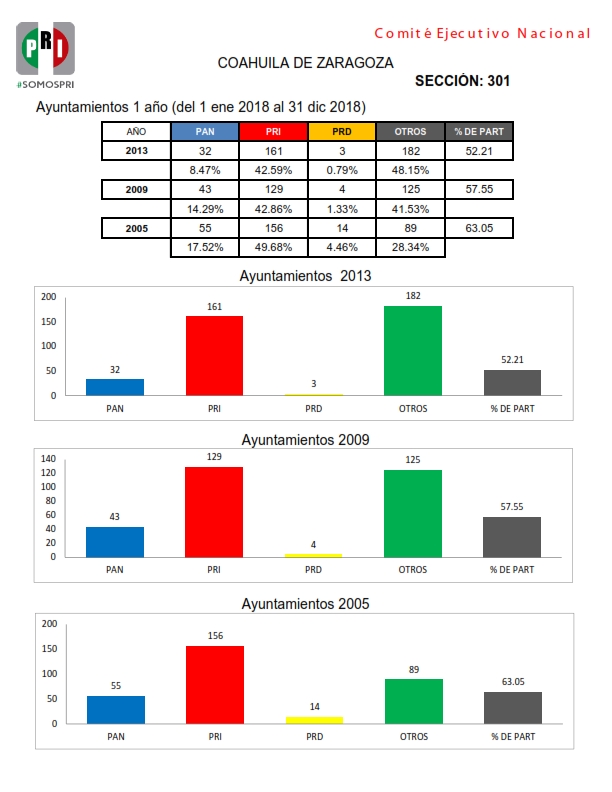 Comité Ejecutivo Nacional
PRI
#SOMOSPRI
COAHUILA DE ZARAGOZA
SECCIÓN: 301
Ayuntamientos 1 año (del 1 ene 2018 al 31 dic 2018)
AÑO PAN PRI PRD OTROS % DE PART
2013 32 161 3 182 52.21
8.47% 42.59% 0.79% 48.15%
2009 43 129 4 125 57.55
14.29% 42.86% 1.33% 41.53%
2005 55 156 14 89 63.05
17.52% 49.68% 4.46% 28.34%
Ayuntamientos 2013
200
150
100
50
0
32 161 3 182 52.21
PAN PRI PRD OTROS % DE PART
Ayuntamientos 2009
140
120
100
80
60
40
20
0
43 129 4 125 57.55
PAN PRI PRD OTROS % DE PART
Ayuntamientos 2005
200
150
100
50
0
55 156 14 89 63.05
PAN PRI PRD OTROS % DE PART